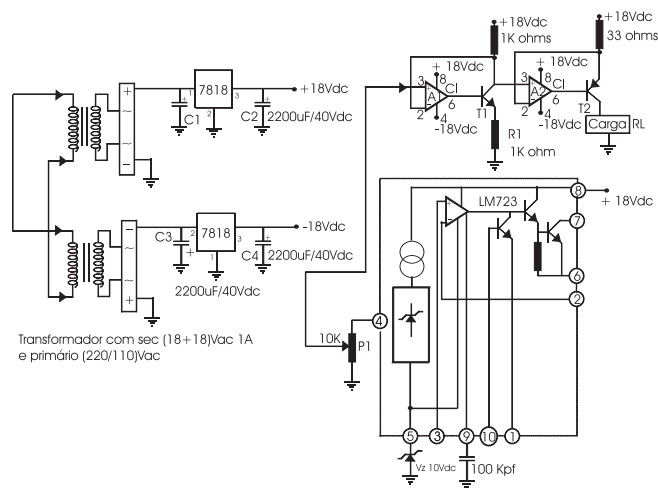 +18Vdc
1K ohms
+18Vdc
33 ohms
+ 18Vdc
+ 18Vdc
7818
1
3
2
+
+18Vdc
C1
C2
2200uF/40Vdc
+
~
~
−
3
+
8
CI
A1
−
6
2
4
-18Vdc
T1
R1
1K ohm
3
+
8
CI
A2
−
6
2
4
-18Vdc
T2
Carga
RL
LM723
8
+ 18Vdc
7
6
2
−
~
~
+
C3
+
7818
2
3
1
-18Vdc
C4
2200uF/40Vdc
2200uF/40Vdc
10K
P1
4
+
−
Transformador com sec (18+18)Vac 1A
e primário (220/110)Vac
5
3
9
10
1
Vz 10Vdc
100 Kpf